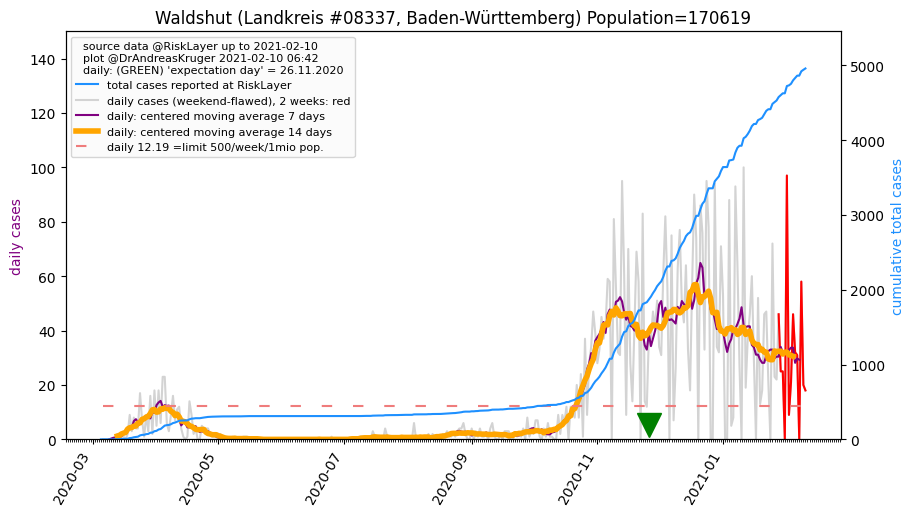 Waldshut (Landkreis #08337, Baden-Württemberg) Population=170619
source data @RiskLayer up to 2021-02-10
plot @DrAndreasKruger 2021-02-10 06:42
daily: (GREEN) 'expectation day' = 26.11.2020
total cases reported at RiskLayer
daily cases (weekend-flawed), 2 weeks: red
daily: centered moving average 7 days
daily: centered moving average 14 days
daily 12.19 =limit 500/week/1mio pop.
daily cases
140
120
100
80
60
40
20
0
cumulative total cases
5000
4000
3000
2000
1000
0
2020-03
2020-05
2020-07
2020-09
2020-11
2021-01